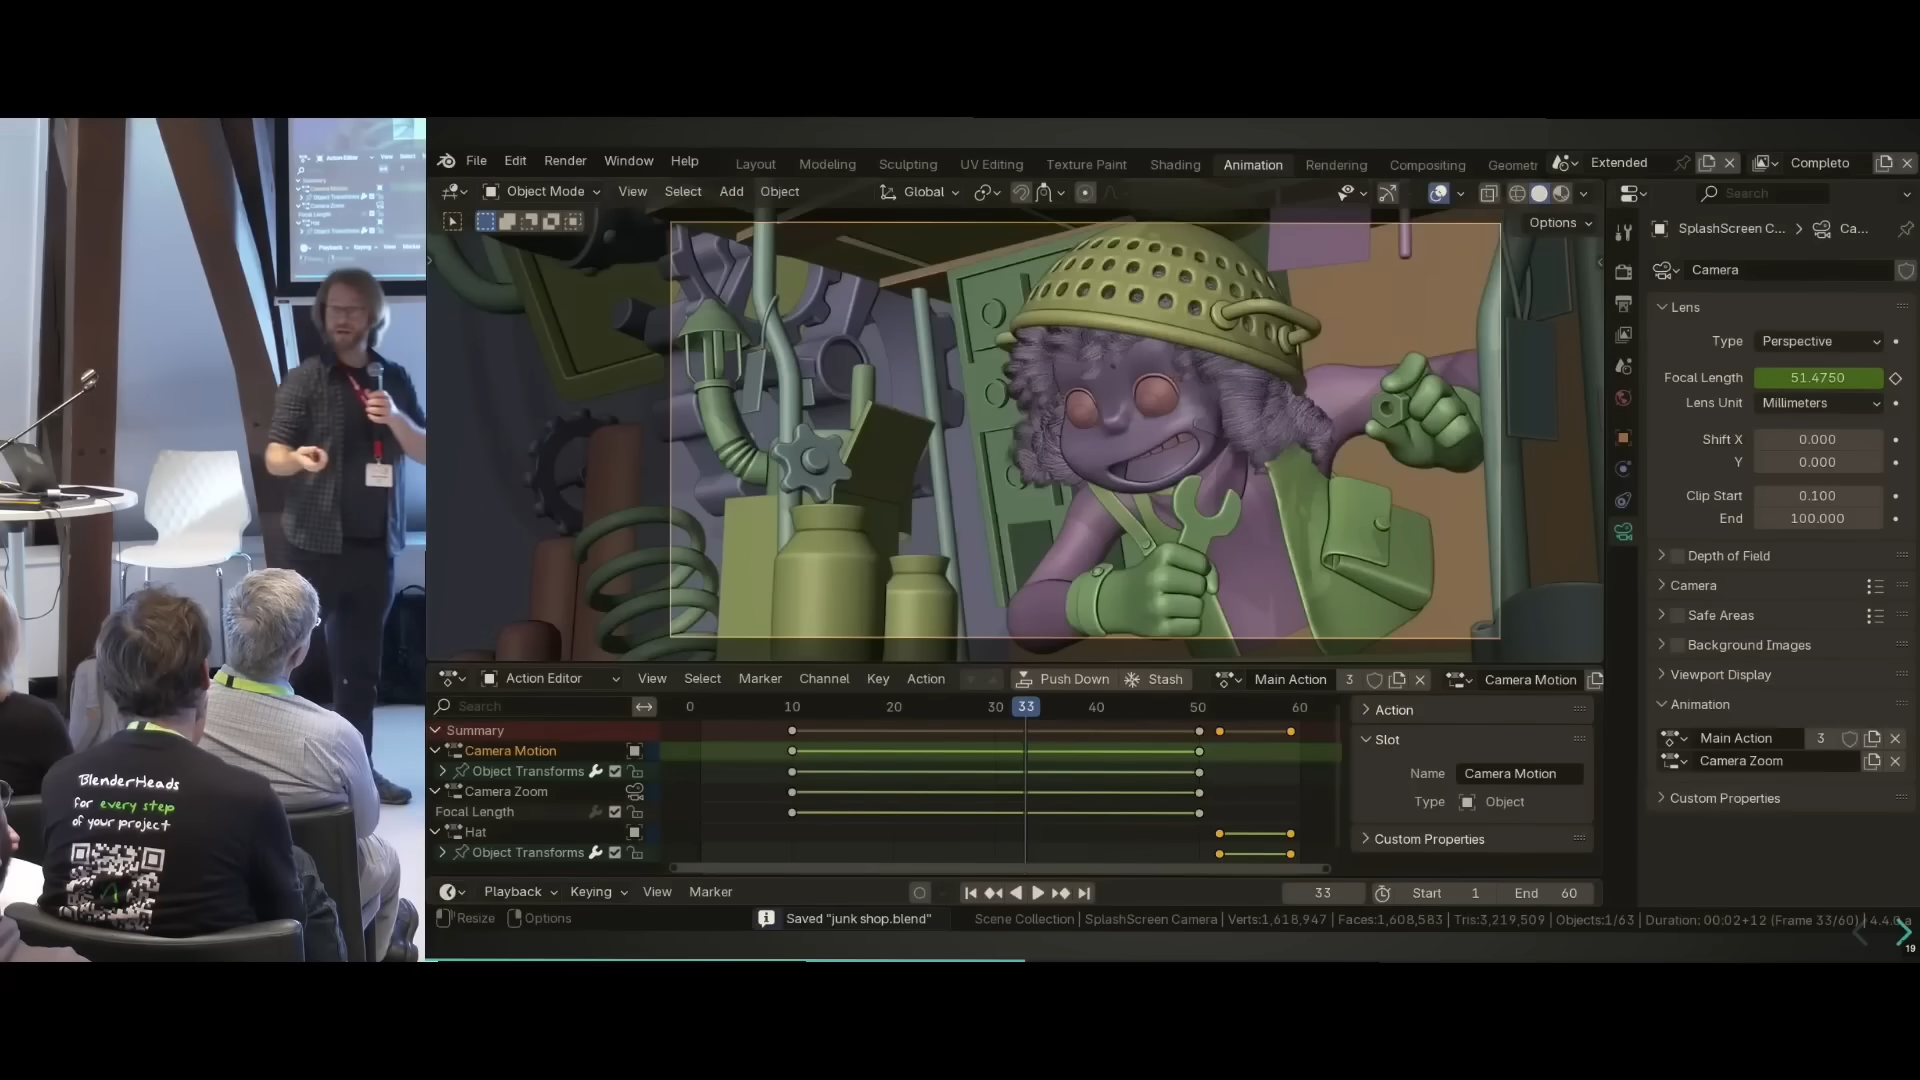 File Edit Render Window Help
Layout Modeling Sculpting UV Editing Texture Paint Shading Animation Rendering Compositing Geometr
Extended
Completo
Object Mode View Select Add Object
Global
Search
Options
SplashScreen C... Ca...
Camera
Lens
Type Perspective
Focal Length 51.4750
Lens Unit Millimeters
Shift X 0.000
Y 0.000
Clip Start 0.100
End 100.000
Depth of Field
Camera
Safe Areas
Background Images
Viewport Display
Animation
Main Action 3
Camera Zoom
Custom Properties
Action Editor View Select Marker Channel Key Action Push Down Stash Main Action 3 Camera Motion
Search
0 10 20 30 33 40 50 60
Summary
Camera Motion
Object Transforms
Camera Zoom
Focal Length
Hat
Object Transforms
Action
Slot
Name Camera Motion
Type Object
Custom Properties
Playback Keying View Marker
33 Start 1 End 60
Resize Options
Saved "junk shop.blend"
Scene Collection | SplashScreen Camera | Verts:1,618,947 | Faces:1,608,583 | Tris:3,219,509 | Objects:1/63 | Duration: 00:02+12 (Frame 33/60) | 4.4.0 a
19
BlenderHeads
for every step
of your project